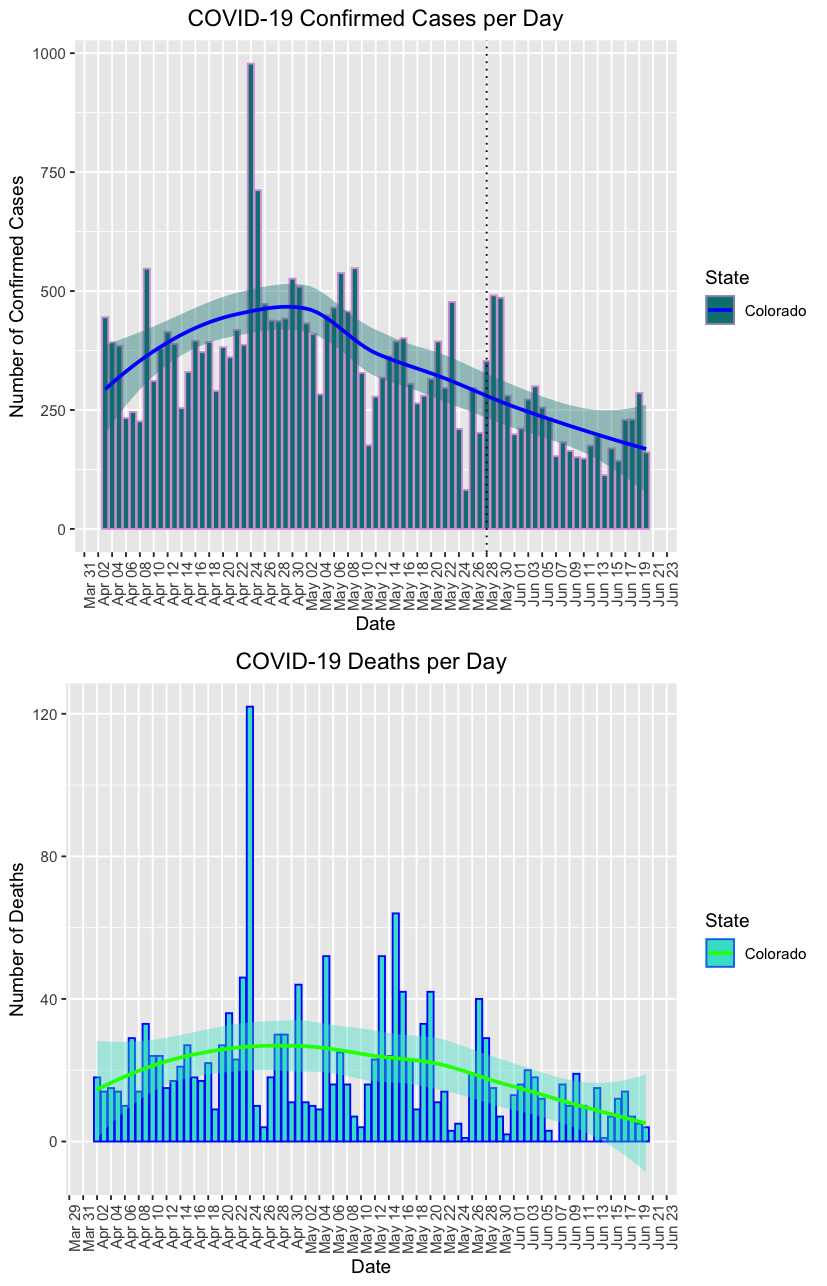 COVID-19 Confirmed Cases per Day
1000
750
500
250
0
Number of Confirmed Cases
Mar 31
Apr 02
Apr 04
Apr 06
Apr 08
Apr 10
Apr 12
Apr 14
Apr 16
Apr 18
Apr 20
Apr 22
Apr 24
Apr 26
Apr 28
Apr 30
May 02
May 04
May 06
May 08
May 10
May 12
May 14
May 16
May 18
May 20
May 22
May 24
May 26
May 28
May 30
Jun 01
Jun 03
Jun 05
Jun 07
Jun 09
Jun 11
Jun 13
Jun 15
Jun 17
Jun 19
Jun 21
Jun 23
Date
State
Colorado
COVID-19 Deaths per Day
120
80
40
0
Number of Deaths
Mar 29
Mar 31
Apr 02
Apr 04
Apr 06
Apr 08
Apr 10
Apr 12
Apr 14
Apr 16
Apr 18
Apr 20
Apr 22
Apr 24
Apr 26
Apr 28
Apr 30
May 02
May 04
May 06
May 08
May 10
May 12
May 14
May 16
May 18
May 20
May 22
May 24
May 26
May 28
May 30
Jun 01
Jun 03
Jun 05
Jun 07
Jun 09
Jun 11
Jun 13
Jun 15
Jun 17
Jun 19
Jun 21
Jun 23
Date
State
Colorado